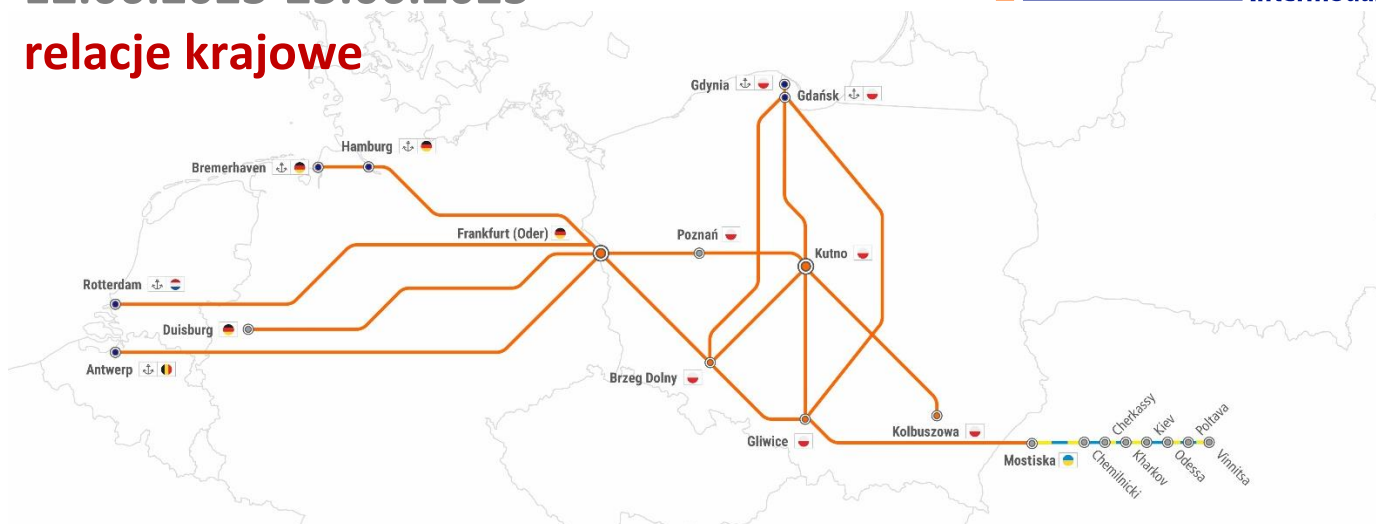 relacje krajowe
Gdynia
Gdańsk
Hamburg
Bremerhaven
Frankfurt (Oder)
Poznań
Kutno
Rotterdam
Duisburg
Antwerp
Brzeg Dolny
Gliwice
Kolbuszowa
Mostiska
Chemilnicki
Cherkassy
Kharkov
Kiev
Odessa
Poltava
Vinnitsa